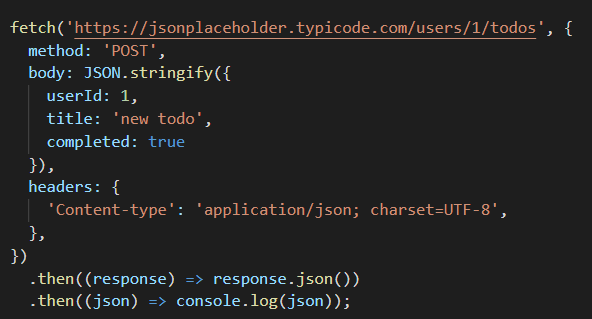 fetch('https://jsonplaceholder.typicode.com/users/1/todos', {
  method: 'POST',
  body: JSON.stringify({
    userId: 1,
    title: 'new todo',
    completed: true
  }),
  headers: {
    'Content-type': 'application/json; charset=UTF-8',
  },
})
  .then((response) => response.json())
  .then((json) => console.log(json));